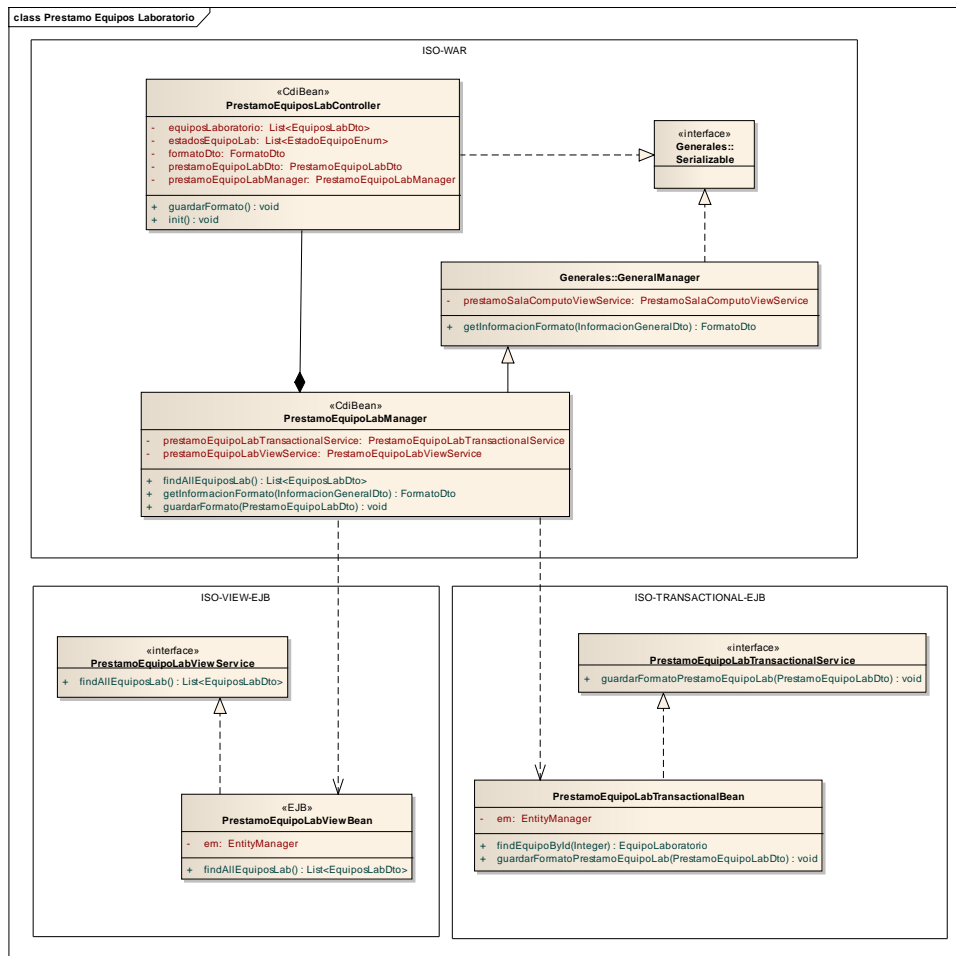 class Prestamo Equipos Laboratorio
ISO-WAR
«CdiBean»
PrestamoEquiposLabController
- equiposLaboratorio: List<EquiposLabDto>
- estadosEquipoLab: List<EstadoEquipoEnum>
- formatoDto: FormatoDto
- prestamoEquipoLabDto: PrestamoEquipoLabDto
- prestamoEquipoLabManager: PrestamoEquipoLabManager
+ guardarFormato() : void
+ init() : void
«interface»
Generales::
Serializable
Generales::GeneralManager
- prestamoSalaComputoViewService: PrestamoSalaComputoViewService
+ getInformacionFormato(InformacionGeneralDto) : FormatoDto
«CdiBean»
PrestamoEquipoLabManager
- prestamoEquipoLabTransactionalService: PrestamoEquipoLabTransactionalService
- prestamoEquipoLabViewService: PrestamoEquipoLabViewService
+ findAllEquiposLab() : List<EquiposLabDto>
+ getInformacionFormato(InformacionGeneralDto) : FormatoDto
+ guardarFormato(PrestamoEquipoLabDto) : void
ISO-VIEW-EJB
«interface»
PrestamoEquipoLabViewService
+ findAllEquiposLab() : List<EquiposLabDto>
«EJB»
PrestamoEquipoLabViewBean
- em: EntityManager
+ findAllEquiposLab() : List<EquiposLabDto>
ISO-TRANSACTIONAL-EJB
«interface»
PrestamoEquipoLabTransactionalService
+ guardarFormatoPrestamoEquipoLab(PrestamoEquipoLabDto) : void
PrestamoEquipoLabTransactionalBean
- em: EntityManager
+ findEquipoById(Integer) : EquipoLaboratorio
+ guardarFormatoPrestamoEquipoLab(PrestamoEquipoLabDto) : void